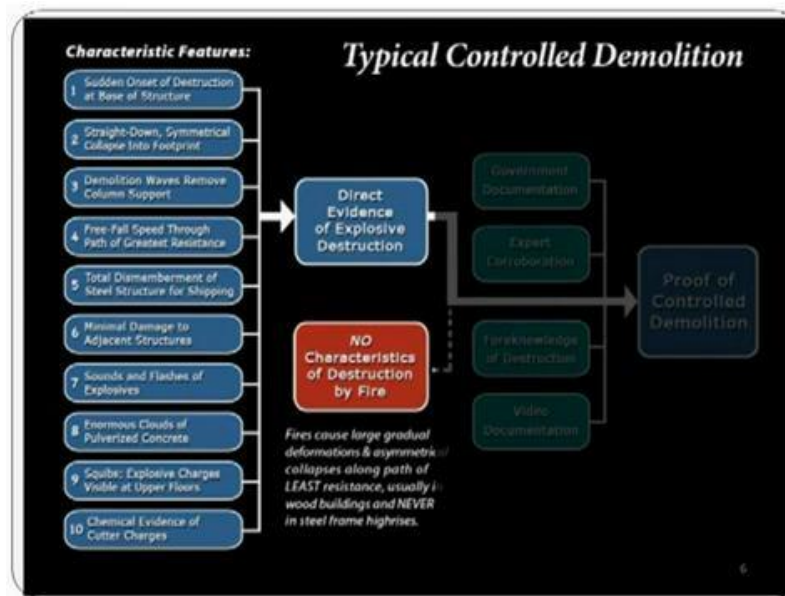 Characteristic Features:
Typical Controlled Demolition
1 Sudden Onset of Destruction
at Base of Structure
2 Straight-Down, Symmetrical
Collapse Into Footprint
3 Demolition Waves Remove
Column Support
4 Free-Fall Speed Through
Path of Greatest Resistance
5 Total Dismemberment of
Steel Structure for Shipping
6 Minimal Damage to
Adjacent Structures
7 Sounds and Flashes of
Explosives
8 Enormous Clouds of
Pulverized Concrete
9 Squibs: Explosive Charges
Visible at Upper Floors
10 Chemical Evidence of
Cutter Charges
Direct
Evidence
of Explosive
Destruction
NO
Characteristics
of Destruction
by Fire
Fires cause large gradual
deformations & asymmetrical
collapses along path of
LEAST resistance, usually in
wood buildings and NEVER
in steel frame highrises.
Government
Documentation
Expert
Corroboration
Foreknowledge
of Destruction
Video
Documentation
Proof of
Controlled
Demolition
6